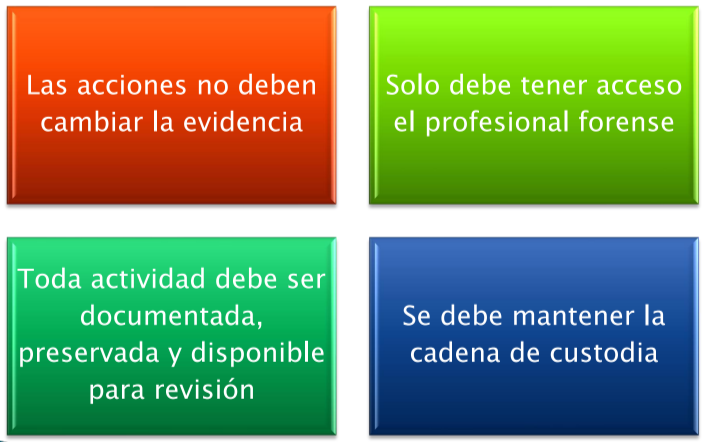 Las acciones no deben
cambiar la evidencia
Solo debe tener acceso
el profesional forense
Toda actividad debe ser
documentada,
preservada y disponible
para revisión
Se debe mantener la
cadena de custodia